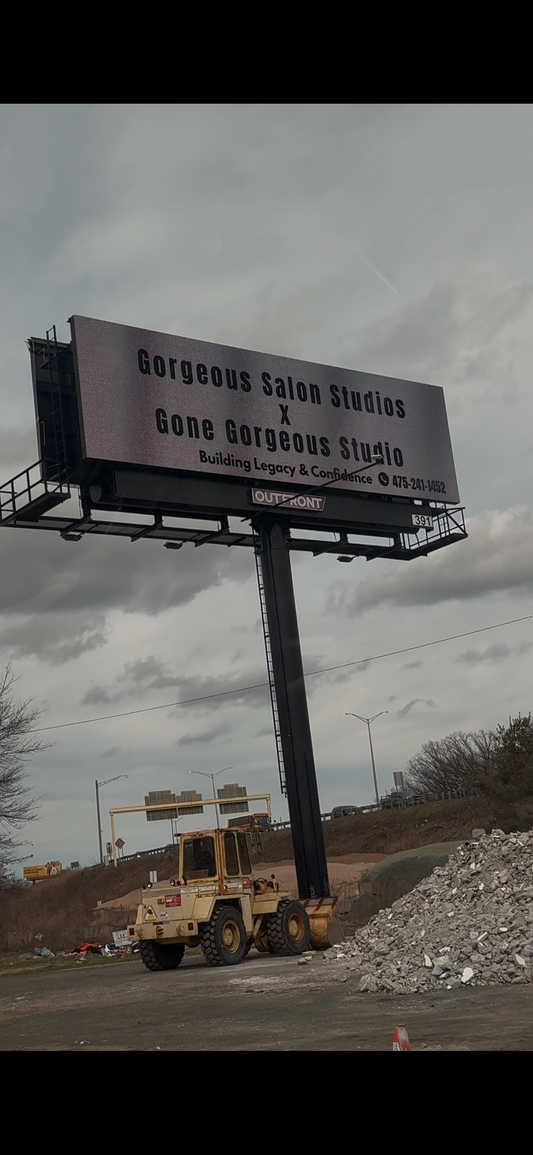 Gorgeous Salon Studios
X
Gone Gorgeous Studio
Building Legacy & Confidence 475-241-1452
OUTFRONT
391